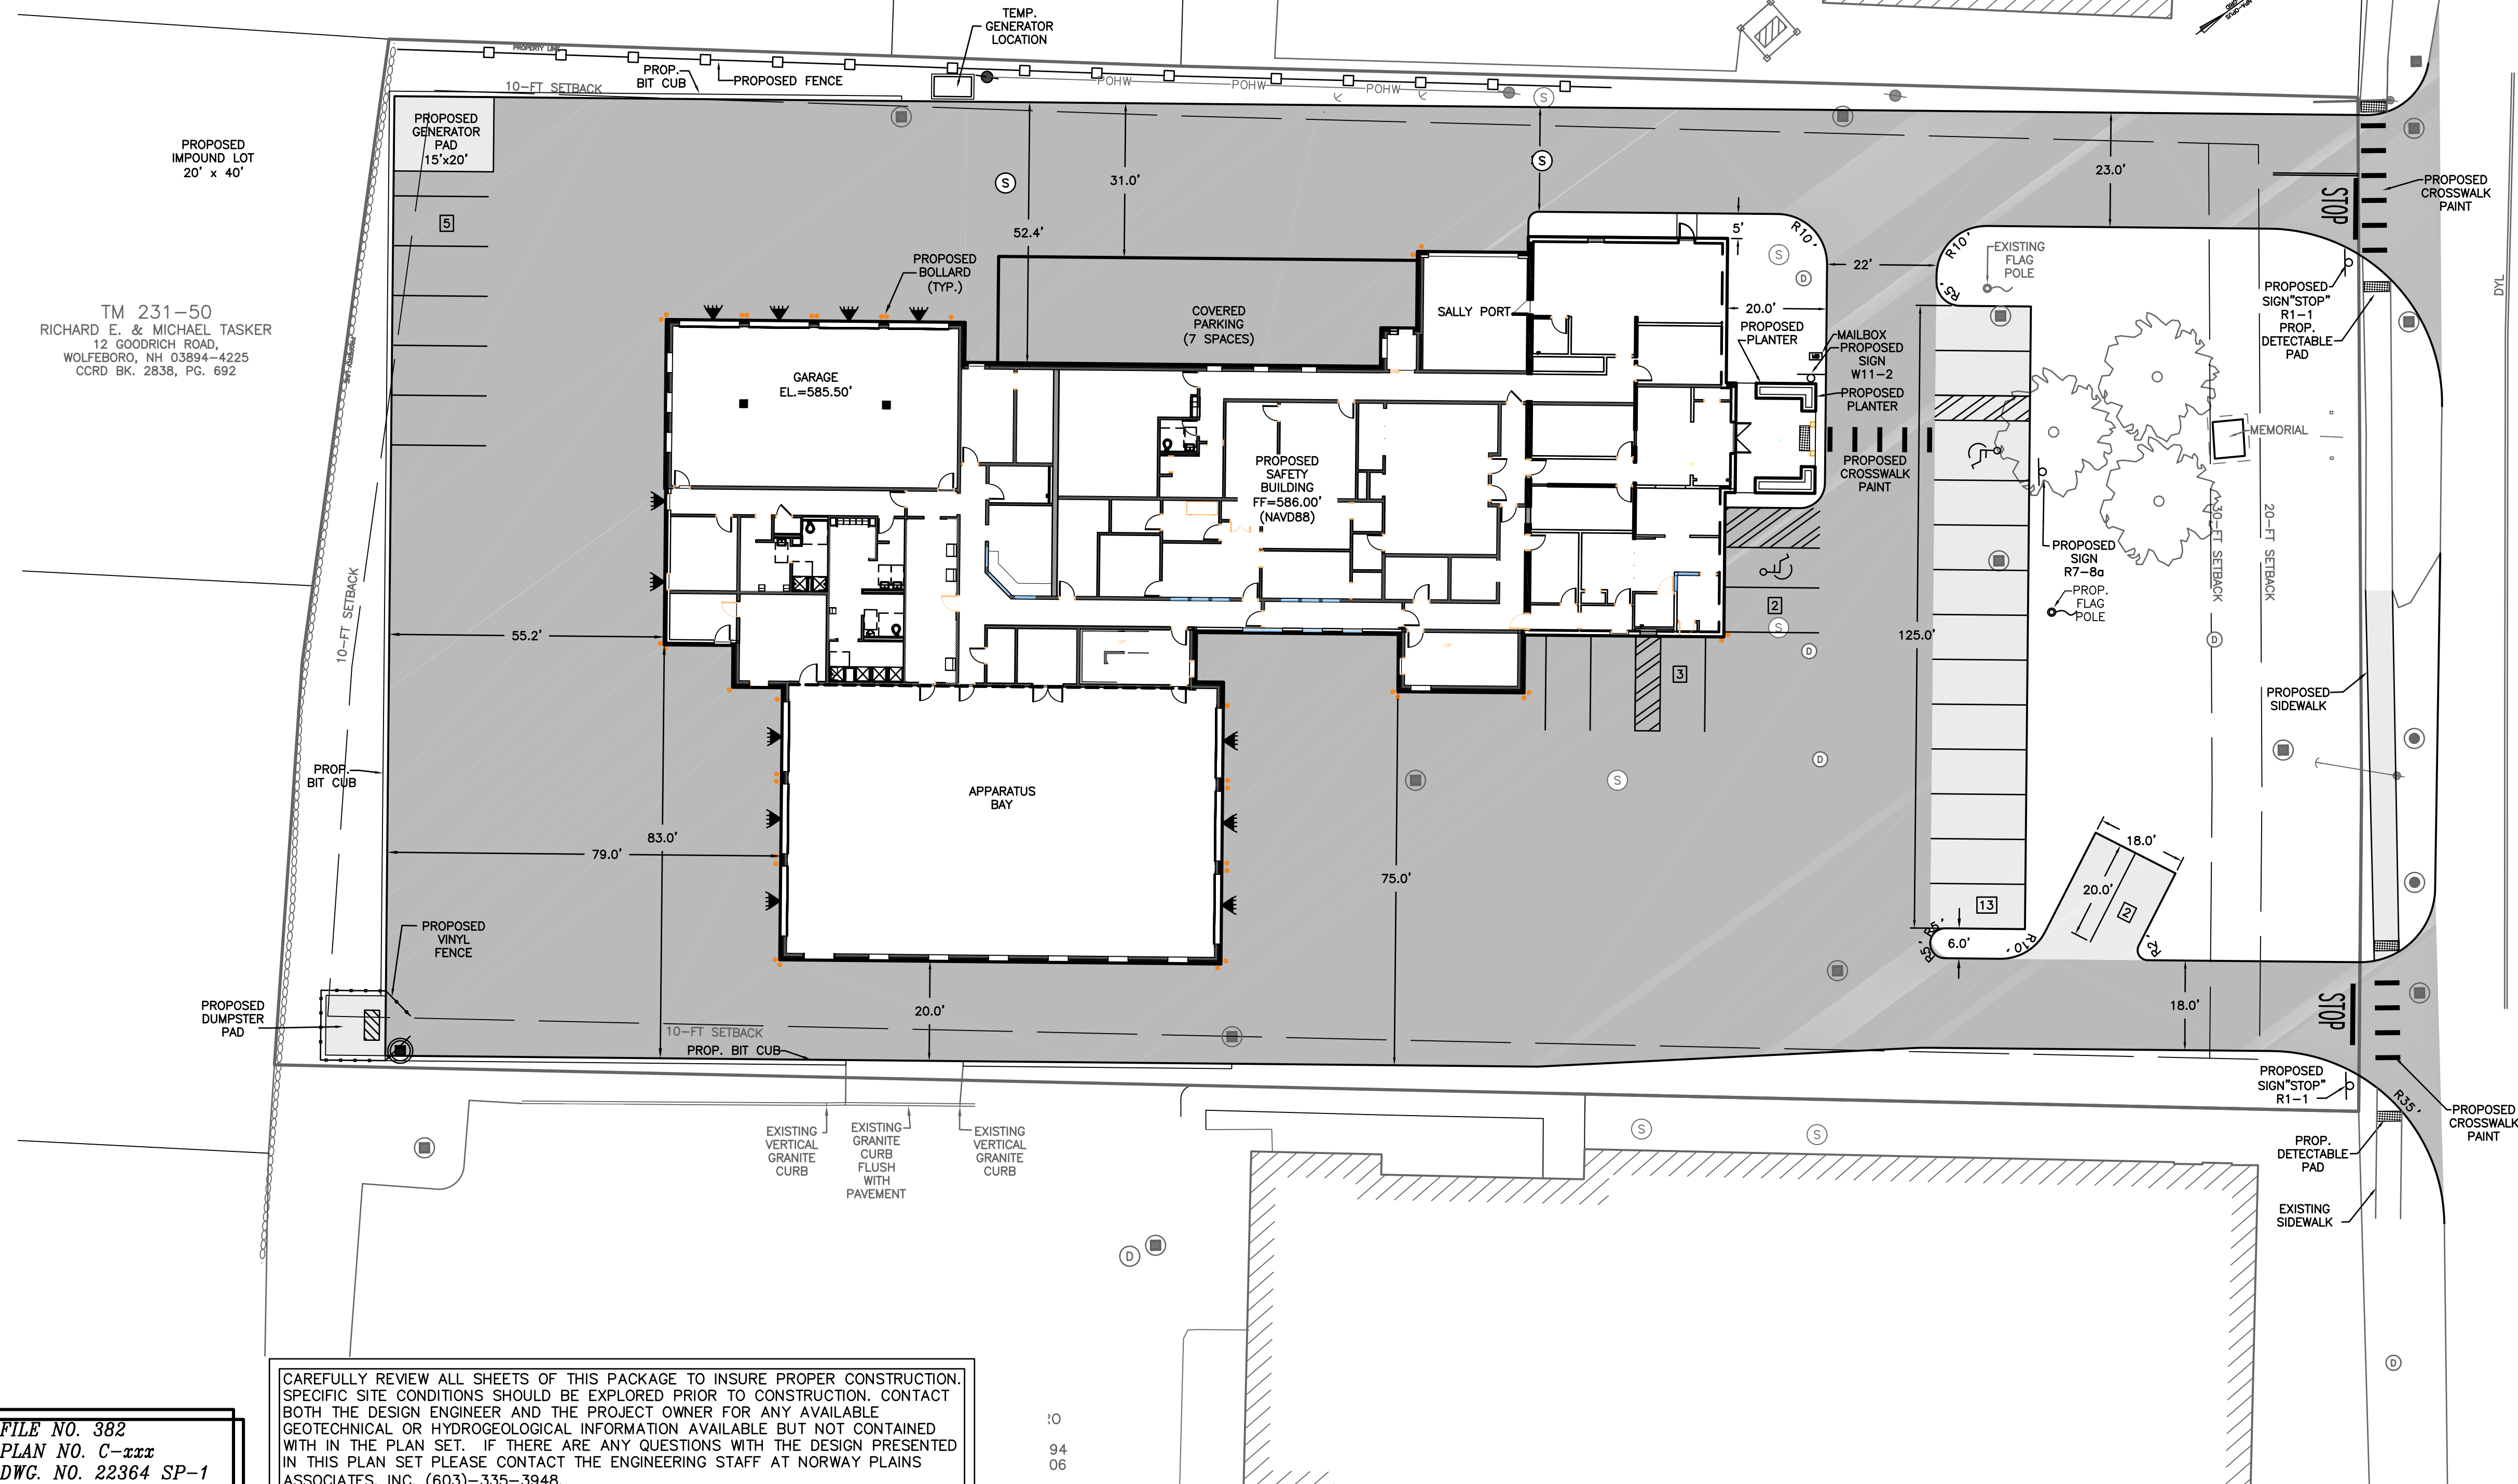 TEMP.
GENERATOR
LOCATION
PROPERTY LINE
PROP.
BIT CUB
PROPOSED FENCE
10-FT SETBACK
POHW
POHW
POHW
S
PROPOSED
GENERATOR
PAD
15'x20'
PROPOSED
IMPOUND LOT
20' x 40'
5
S
S
31.0'
52.4'
23.0'
STOP
PROPOSED
CROSSWALK
PAINT
5'
R10'
S
D
22'
R10'
R5'
EXISTING
FLAG
POLE
PROPOSED
SIGN"STOP"
R1-1
PROP.
DETECTABLE
PAD
DYL
TM 231-50
RICHARD E. & MICHAEL TASKER
12 GOODRICH ROAD,
WOLFEBORO, NH 03894-4225
CCRD BK. 2838, PG. 692
PROPOSED
BOLLARD
(TYP.)
COVERED
PARKING
(7 SPACES)
SALLY PORT
20.0'
PROPOSED
PLANTER
MAILBOX
PROPOSED
SIGN
W11-2
PROPOSED
PLANTER
GARAGE
EL.=585.50'
PROPOSED
SAFETY
BUILDING
FF=586.00'
(NAVD88)
PROPOSED
CROSSWALK
PAINT
MEMORIAL
30-FT SETBACK
20-FT SETBACK
PROPOSED
SIGN
R7-8a
PROP.
FLAG
POLE
2
S
D
125.0'
D
10-FT SETBACK
55.2'
UP
UP
3
PROPOSED
SIDEWALK
PROP.
BIT CUB
APPARATUS
BAY
S
D
83.0'
79.0'
75.0'
18.0'
20.0'
2
13
R5'
R5'
6.0'
R10'
R2'
PROPOSED
VINYL
FENCE
PROPOSED
DUMPSTER
PAD
20.0'
18.0'
STOP
10-FT SETBACK
PROP. BIT CUB
PROPOSED
SIGN"STOP"
R1-1
R35'
PROPOSED
CROSSWALK
PAINT
EXISTING
VERTICAL
GRANITE
CURB
EXISTING
GRANITE
CURB
FLUSH
WITH
PAVEMENT
EXISTING
VERTICAL
GRANITE
CURB
S
S
PROP.
DETECTABLE
PAD
EXISTING
SIDEWALK
D
D
CAREFULLY REVIEW ALL SHEETS OF THIS PACKAGE TO INSURE PROPER CONSTRUCTION.
SPECIFIC SITE CONDITIONS SHOULD BE EXPLORED PRIOR TO CONSTRUCTION. CONTACT
BOTH THE DESIGN ENGINEER AND THE PROJECT OWNER FOR ANY AVAILABLE
GEOTECHNICAL OR HYDROGEOLOGICAL INFORMATION AVAILABLE BUT NOT CONTAINED
WITH IN THE PLAN SET. IF THERE ARE ANY QUESTIONS WITH THE DESIGN PRESENTED
IN THIS PLAN SET PLEASE CONTACT THE ENGINEERING STAFF AT NORWAY PLAINS
ASSOCIATES, INC. (603)-335-3948.
94
06
FILE NO. 382
PLAN NO. C-xxx
DWG. NO. 22364 SP-1